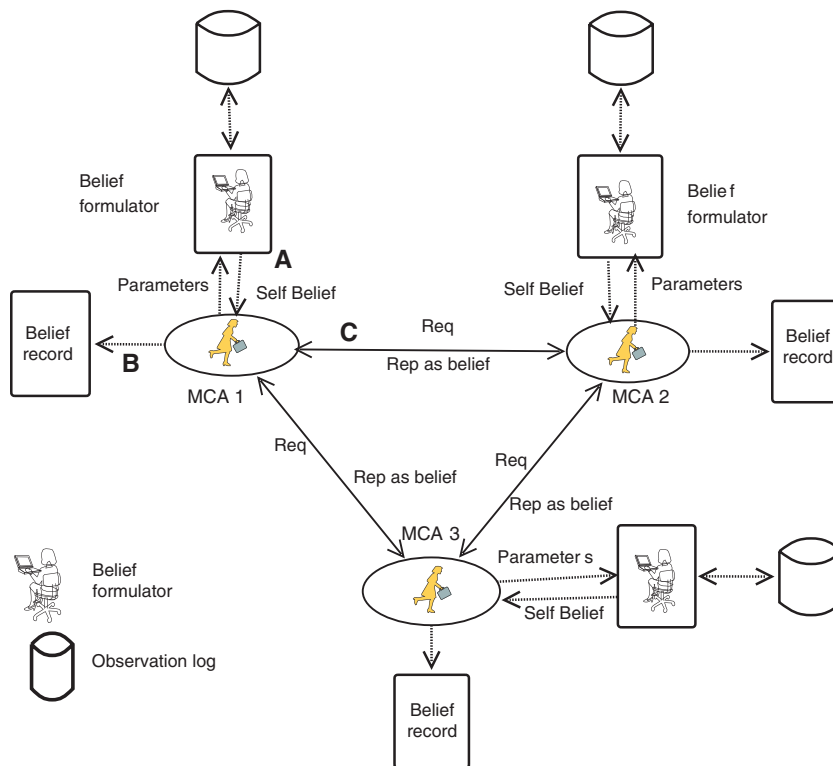 Belief
formulator
Belie f
formulator
A
Parameters
Self Belief
Self Belief
Parameters
Belief
record
B
C
Req
Rep as belief
Belief
record
MCA 1
MCA 2
Req
Rep as belief
Req
Rep as belief
MCA 3
Parameter s
Self Belief
Belief
formulator
Observation log
Belief
record